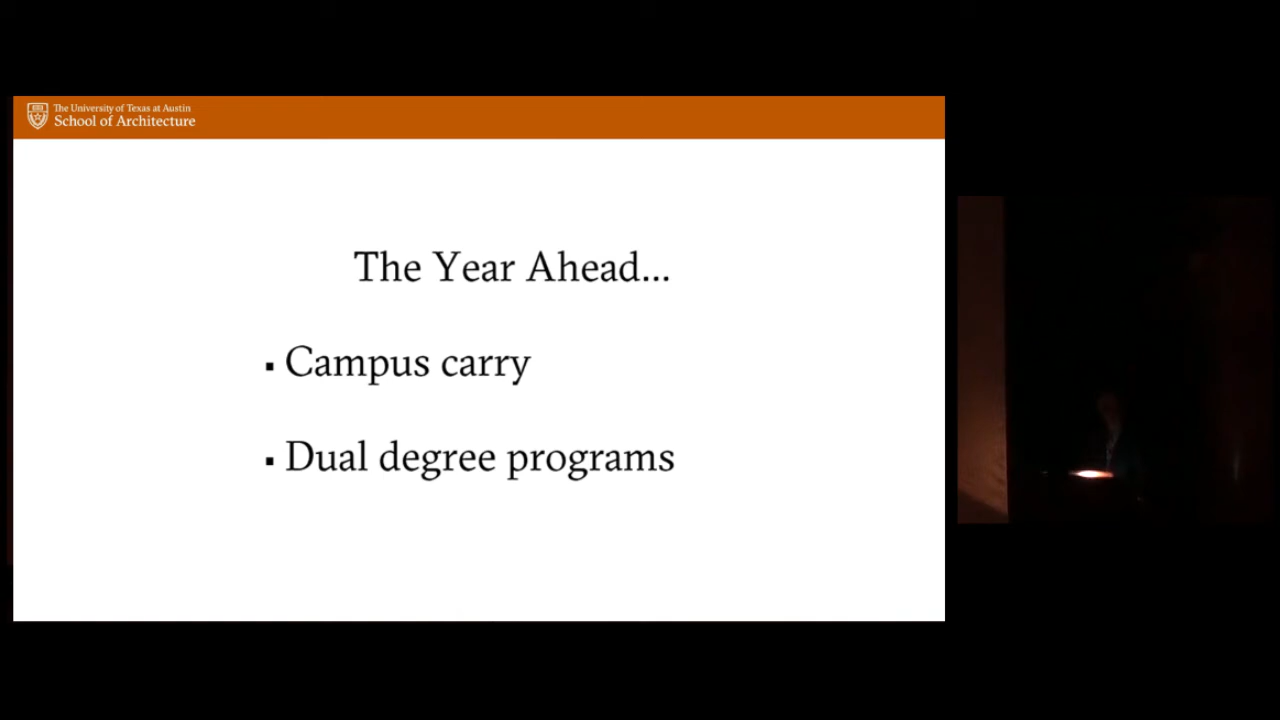 The University of Texas at Austin
School of Architecture
The Year Ahead...
▪ Campus carry
▪ Dual degree programs